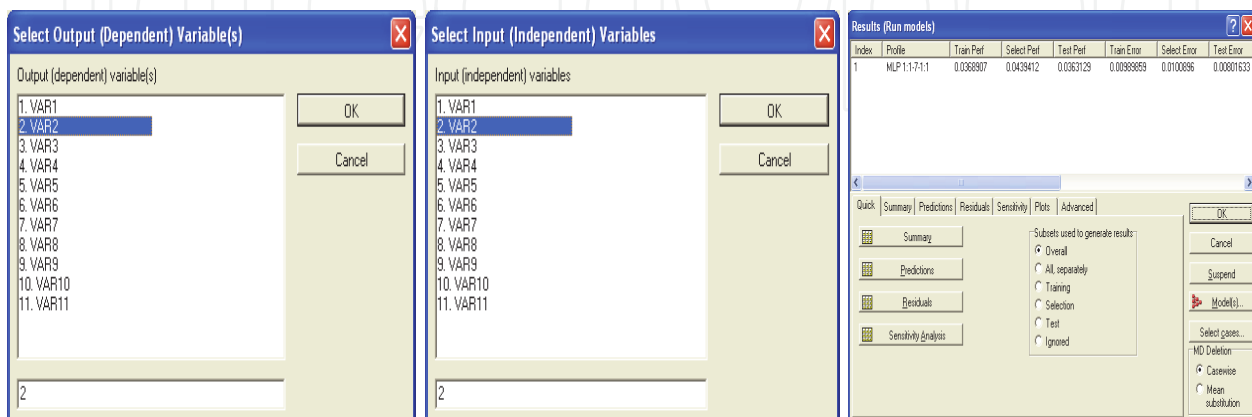 Select Output (Dependent) Variable(s)
Output (dependent) variable(s)
1. VAR1
2. VAR2
3. VAR3
4. VAR4
5. VAR5
6. VAR6
7. VAR7
8. VAR8
9. VAR9
10. VAR10
11. VAR11
OK
Cancel
2
Select Input (Independent) Variables
Input (independent) variables
1. VAR1
2. VAR2
3. VAR3
4. VAR4
5. VAR5
6. VAR6
7. VAR7
8. VAR8
9. VAR9
10. VAR10
11. VAR11
OK
Cancel
2
Results (Run models)
Index Profile Train Perf Select Perf Test Perf Train Error Select Error Test Error
1 MLP 1:1-7-1:1 0.0368907 0.0439412 0.0363129 0.00989859 0.0100896 0.00801633
Quick Summary Predictions Residuals Sensitivity Plots Advanced
Summary
Predictions
Residuals
Sensitivity Analysis
Subsets used to generate results
Overall
All, separately
Training
Selection
Test
Ignored
OK
Cancel
Suspend
Model(s)...
Select cases...
MD Deletion
Casewise
Mean
substitution